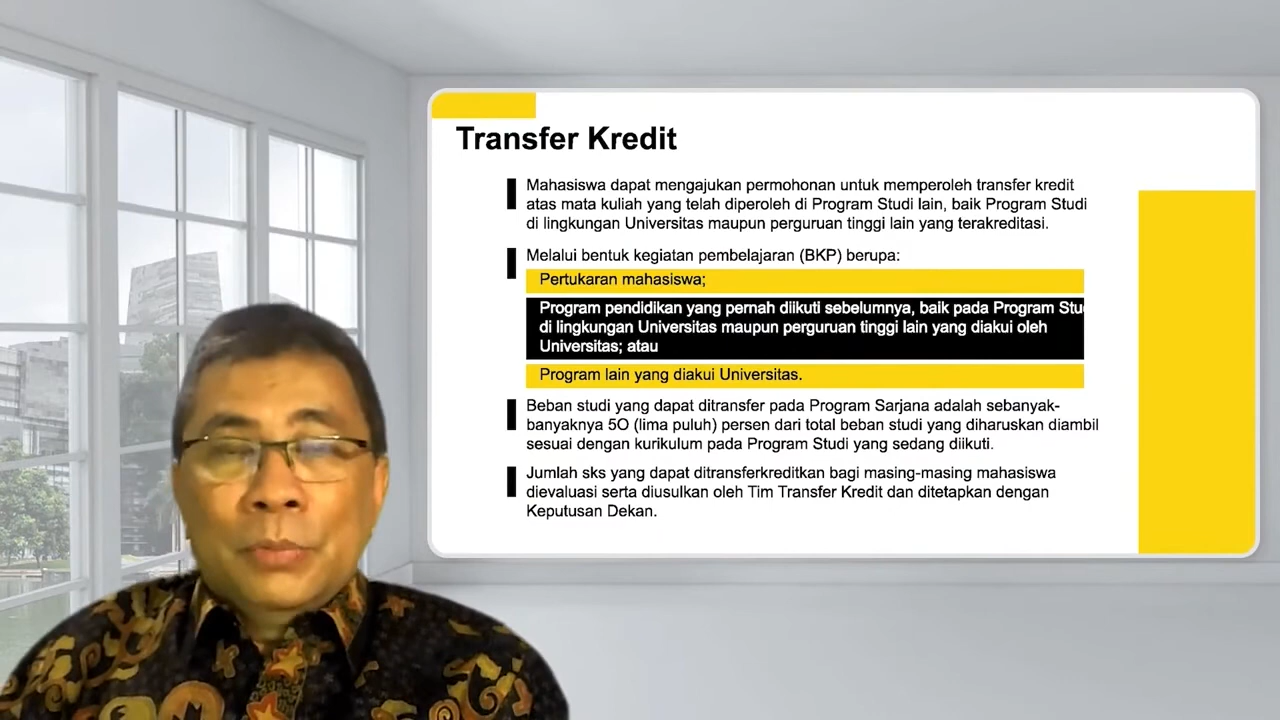 Transfer Kredit
Mahasiswa dapat mengajukan permohonan untuk memperoleh transfer kredit
atas mata kuliah yang telah diperoleh di Program Studi lain, baik Program Studi
di lingkungan Universitas maupun perguruan tinggi lain yang terakreditasi.
Melalui bentuk kegiatan pembelajaran (BKP) berupa:
Pertukaran mahasiswa;
Program pendidikan yang pernah diikuti sebelumnya, baik pada Program Stu
di lingkungan Universitas maupun perguruan tinggi lain yang diakui oleh
Universitas; atau
Program lain yang diakui Universitas.
Beban studi yang dapat ditransfer pada Program Sarjana adalah sebanyak-
banyaknya 5O (lima puluh) persen dari total beban studi yang diharuskan diambil
sesuai dengan kurikulum pada Program Studi yang sedang diikuti.
Jumlah sks yang dapat ditransferkreditkan bagi masing-masing mahasiswa
dievaluasi serta diusulkan oleh Tim Transfer Kredit dan ditetapkan dengan
Keputusan Dekan.